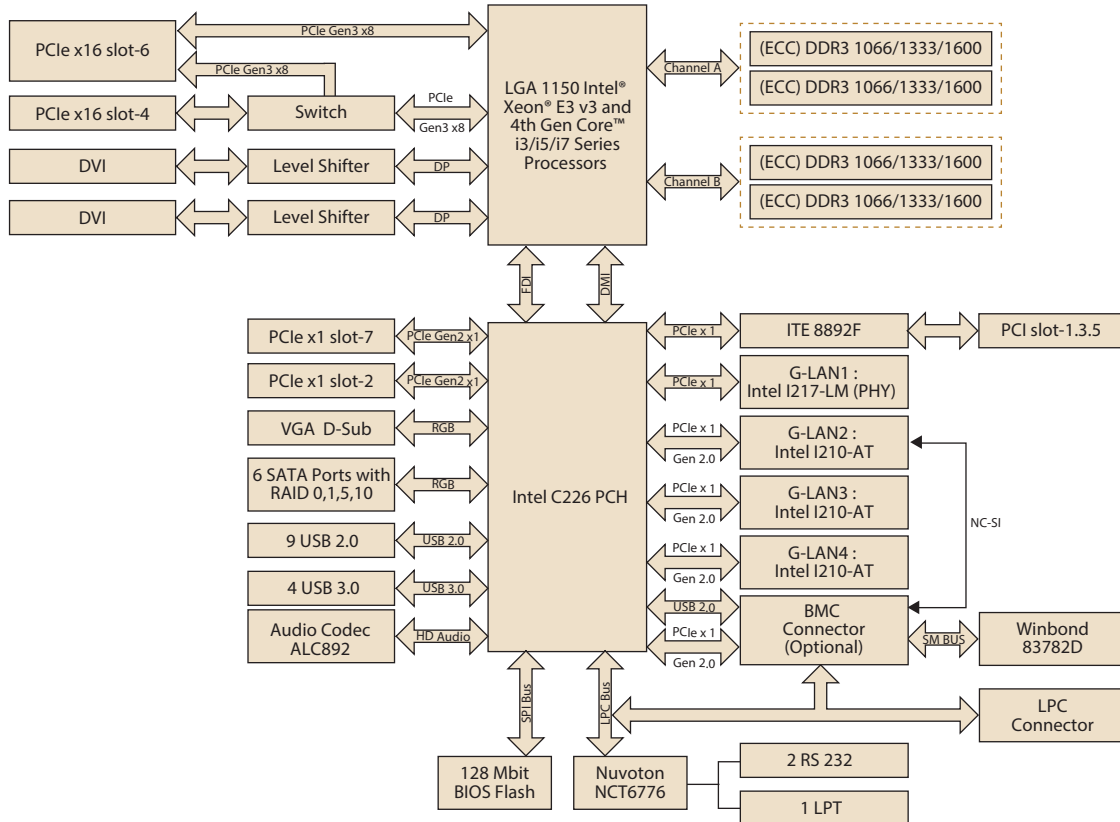 PCIe x16 slot-6
PCIe Gen3 x8
PCIe Gen3 x8
PCIe x16 slot-4
Switch
PCIe
Gen3 x8
DVI
Level Shifter
DP
DVI
Level Shifter
DP
LGA 1150 Intel®
Xeon® E3 v3 and
4th Gen Core™
i3/i5/i7 Series
Processors
Channel A
(ECC) DDR3 1066/1333/1600
(ECC) DDR3 1066/1333/1600
Channel B
(ECC) DDR3 1066/1333/1600
(ECC) DDR3 1066/1333/1600
FDI
DMI
PCIe x1 slot-7
PCIe Gen2 x1
PCIe x1 slot-2
PCIe Gen2 x1
VGA D-Sub
RGB
6 SATA Ports with
RAID 0,1,5,10
RGB
9 USB 2.0
USB 2.0
4 USB 3.0
USB 3.0
Audio Codec
ALC892
HD Audio
Intel C226 PCH
PCIe x 1
ITE 8892F
PCI slot-1.3.5
PCIe x 1
G-LAN1 :
Intel I217-LM (PHY)
PCIe x 1
Gen 2.0
G-LAN2 :
Intel I210-AT
PCIe x 1
Gen 2.0
G-LAN3 :
Intel I210-AT
NC-SI
PCIe x 1
Gen 2.0
G-LAN4 :
Intel I210-AT
USB 2.0
PCIe x 1
Gen 2.0
BMC
Connector
(Optional)
SM BUS
Winbond
83782D
SPI Bus
LPC Bus
LPC
Connector
128 Mbit
BIOS Flash
Nuvoton
NCT6776
2 RS 232
1 LPT